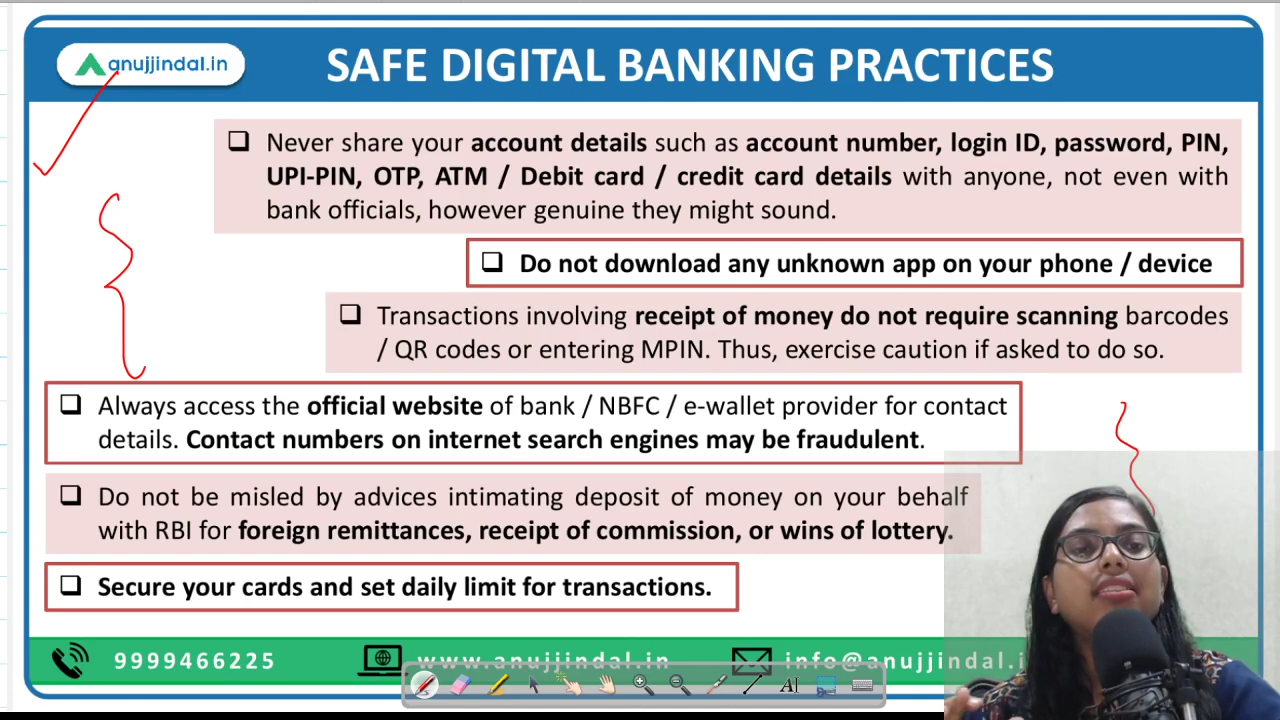 anujjindal.in
SAFE DIGITAL BANKING PRACTICES
❑ Never share your account details such as account number, login ID, password, PIN,
UPI-PIN, OTP, ATM / Debit card / credit card details with anyone, not even with
bank officials, however genuine they might sound.
❑ Do not download any unknown app on your phone / device
❑ Transactions involving receipt of money do not require scanning barcodes
/ QR codes or entering MPIN. Thus, exercise caution if asked to do so.
❑ Always access the official website of bank / NBFC / e-wallet provider for contact
details. Contact numbers on internet search engines may be fraudulent.
❑ Do not be misled by advices intimating deposit of money on your behalf
with RBI for foreign remittances, receipt of commission, or wins of lottery.
❑ Secure your cards and set daily limit for transactions.
9999466225 www.anujjindal.in info@anujjindal.i
AI